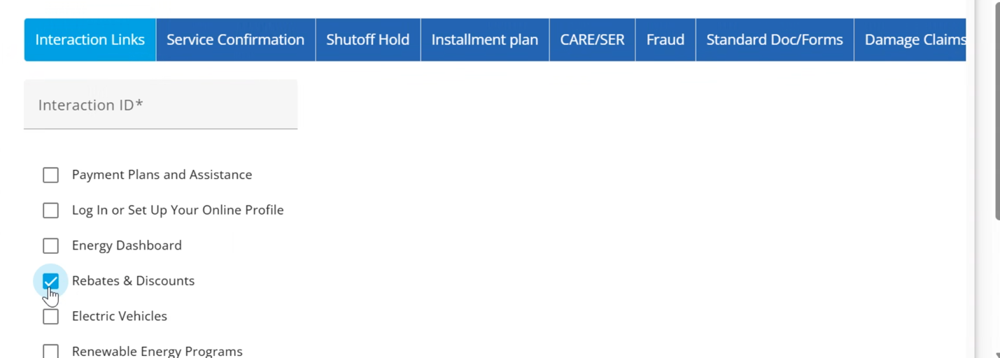 Interaction Links Service Confirmation Shutoff Hold Installment plan CARE/SER Fraud Standard Doc/Forms Damage Claims
Interaction ID*
Payment Plans and Assistance
Log In or Set Up Your Online Profile
Energy Dashboard
Rebates & Discounts
Electric Vehicles
Renewable Energy Programs